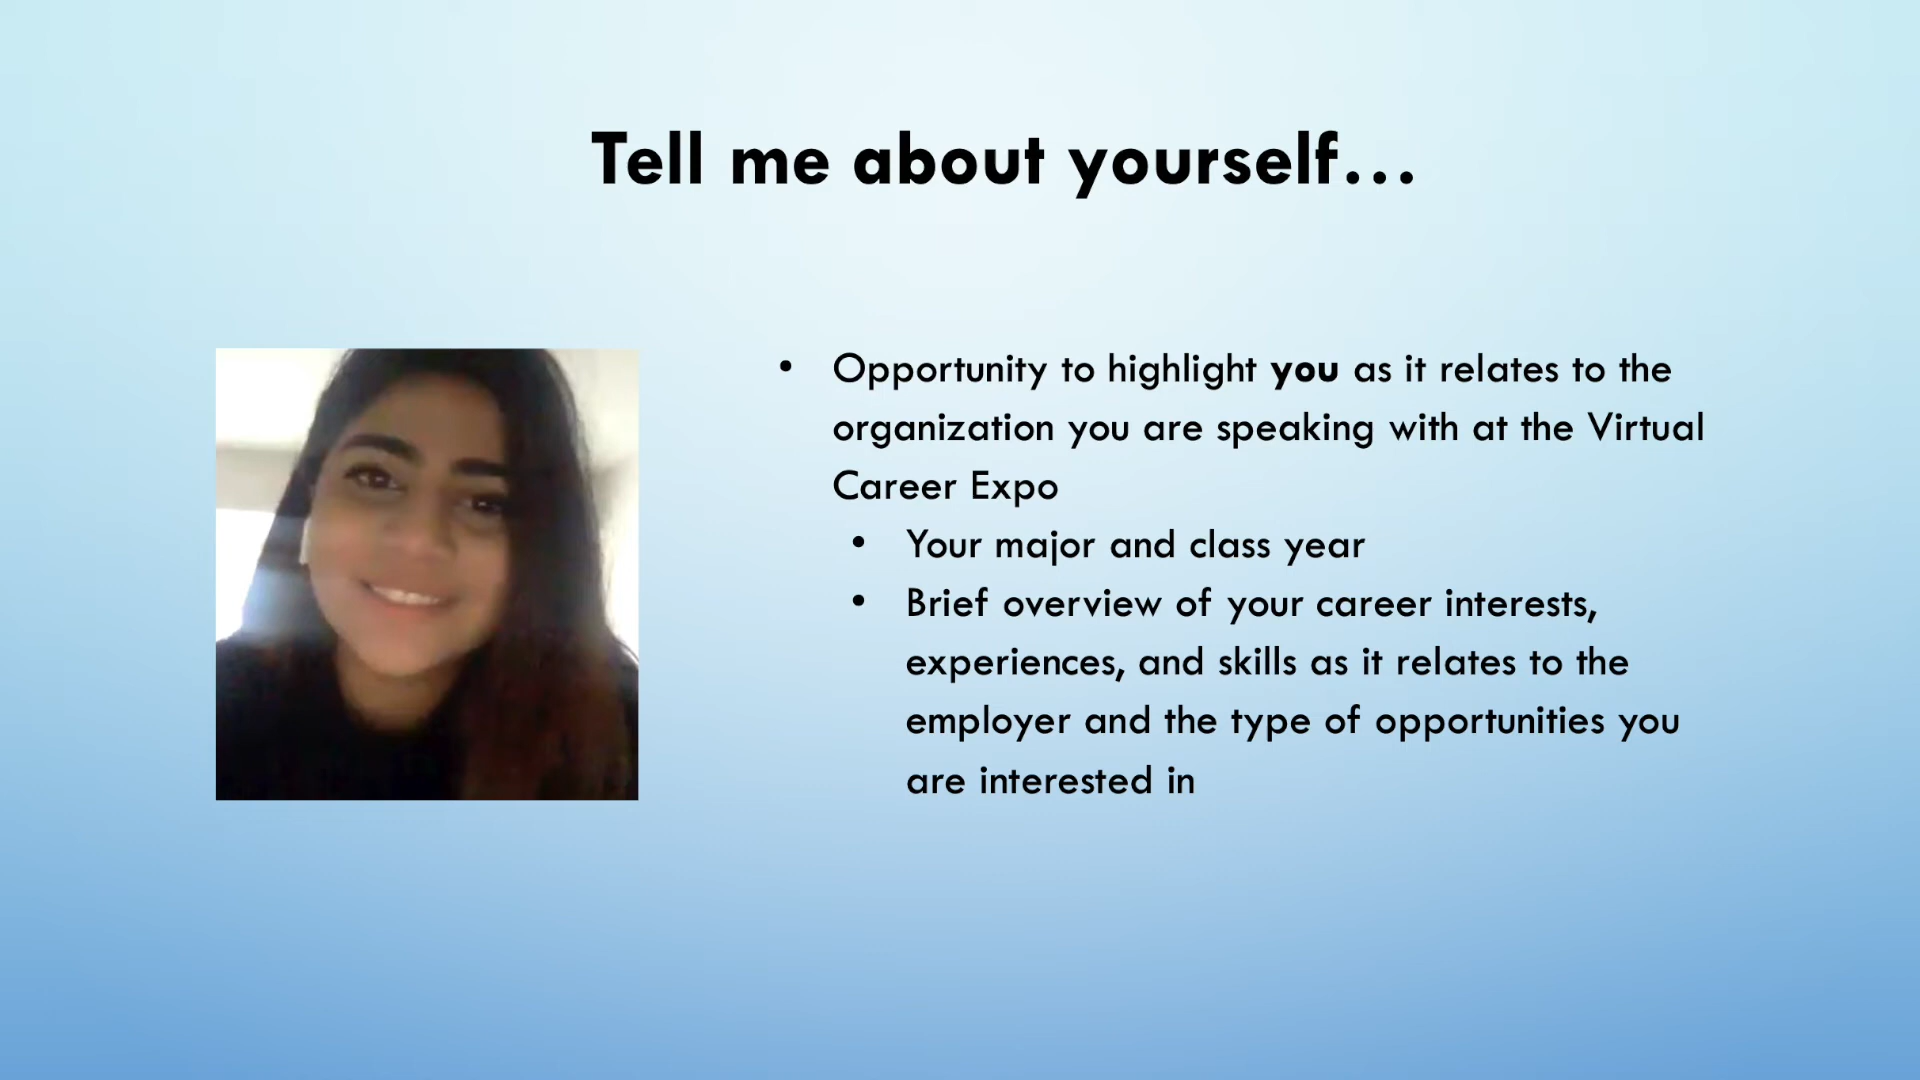 Tell me about yourself...
• Opportunity to highlight you as it relates to the
organization you are speaking with at the Virtual
Career Expo
• Your major and class year
• Brief overview of your career interests,
experiences, and skills as it relates to the
employer and the type of opportunities you
are interested in